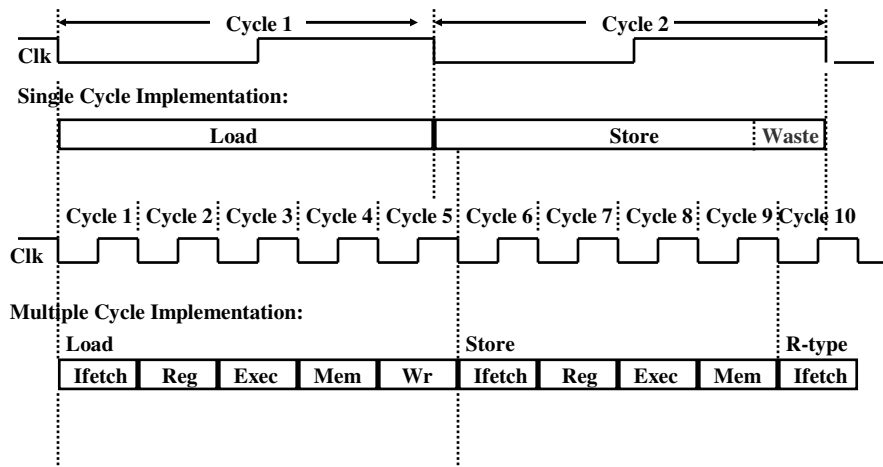 Cycle 1 Cycle 2
Clk
Single Cycle Implementation:
Load Store Waste
Cycle 1 Cycle 2 Cycle 3 Cycle 4 Cycle 5 Cycle 6 Cycle 7 Cycle 8 Cycle 9 Cycle 10
Clk
Multiple Cycle Implementation:
Load Store R-type
Ifetch Reg Exec Mem Wr Ifetch Reg Exec Mem Ifetch